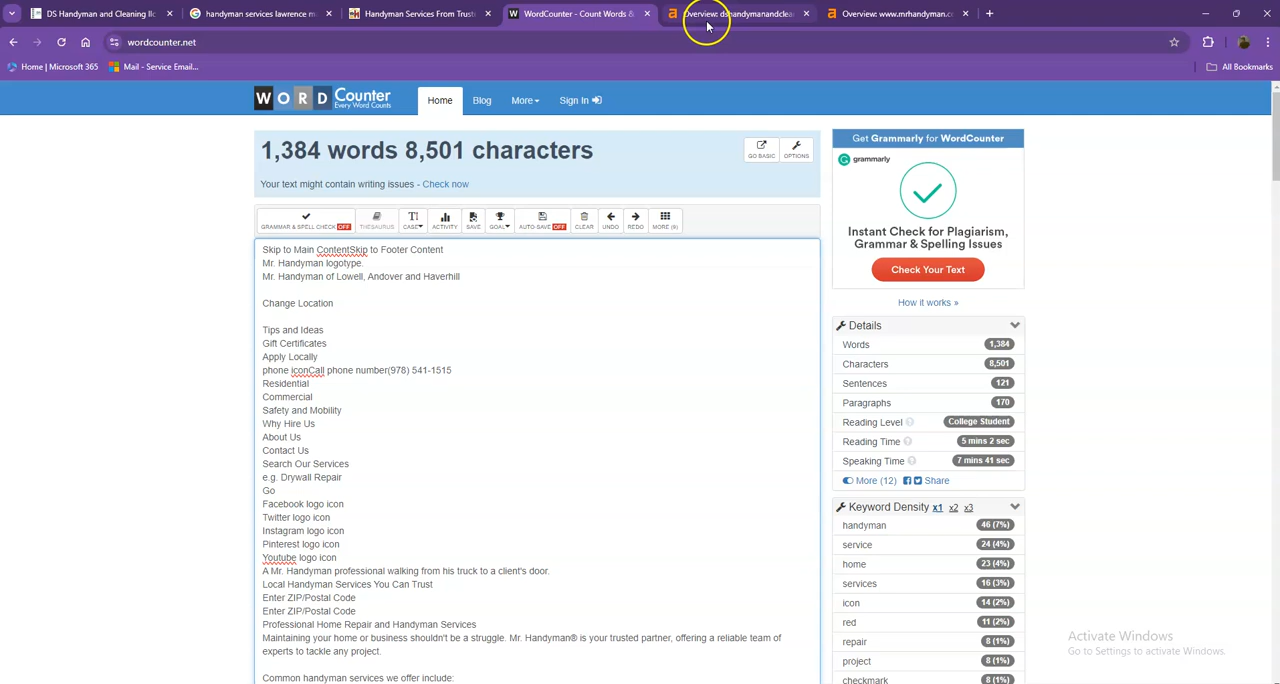 DS Handyman and Cleaning llc
handyman services lawrence m
Handyman Services From Trust
WordCounter - Count Words &
Overview: dshandymanandclea
Overview: www.mrhandyman.c
wordcounter.net
Home | Microsoft 365
Mail - Service Email...
All Bookmarks
WORD Counter
Every Word Counts
Home
Blog
More
Sign In
1,384 words 8,501 characters
GO BASIC
OPTIONS
Your text might contain writing issues - Check now
GRAMMAR & SPELL CHECK OFF
THESAURUS
CASE
ACTIVITY
SAVE
GOAL
AUTO-SAVE OFF
CLEAR
UNDO
REDO
MORE (9)
Skip to Main ContentSkip to Footer Content
Mr. Handyman logotype.
Mr. Handyman of Lowell, Andover and Haverhill
Change Location
Tips and Ideas
Gift Certificates
Apply Locally
phone iconCall phone number(978) 541-1515
Residential
Commercial
Safety and Mobility
Why Hire Us
About Us
Contact Us
Search Our Services
e.g. Drywall Repair
Go
Facebook logo icon
Twitter logo icon
Instagram logo icon
Pinterest logo icon
Youtube logo icon
A Mr. Handyman professional walking from his truck to a client's door.
Local Handyman Services You Can Trust
Enter ZIP/Postal Code
Enter ZIP/Postal Code
Professional Home Repair and Handyman Services
Maintaining your home or business shouldn't be a struggle. Mr. Handyman® is your trusted partner, offering a reliable team of
experts to tackle any project.
Common handyman services we offer include:
Get Grammarly for WordCounter
grammarly
Instant Check for Plagiarism,
Grammar & Spelling Issues
Check Your Text
How it works »
Details
Words 1,384
Characters 8,501
Sentences 121
Paragraphs 170
Reading Level College Student
Reading Time 5 mins 2 sec
Speaking Time 7 mins 41 sec
More (12) Share
Keyword Density x1 x2 x3
handyman 46 (7%)
service 24 (4%)
home 23 (4%)
services 16 (3%)
icon 14 (2%)
red 11 (2%)
repair 8 (1%)
project 8 (1%)
checkmark 8 (1%)
Activate Windows
Go to Settings to activate Windows.